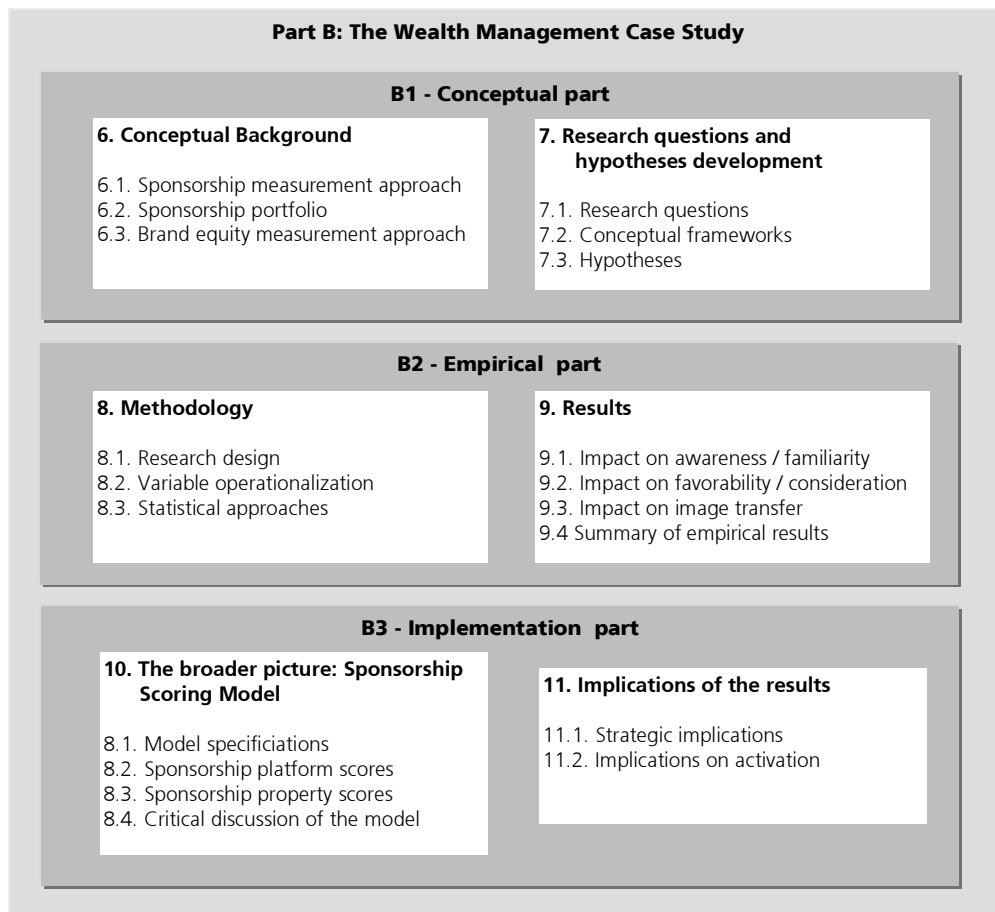 Part B: The Wealth Management Case Study
B1 - Conceptual part
6. Conceptual Background
6.1. Sponsorship measurement approach
6.2. Sponsorship portfolio
6.3. Brand equity measurement approach
7. Research questions and
hypotheses development
7.1. Research questions
7.2. Conceptual frameworks
7.3. Hypotheses
B2 - Empirical part
8. Methodology
8.1. Research design
8.2. Variable operationalization
8.3. Statistical approaches
9. Results
9.1. Impact on awareness / familiarity
9.2. Impact on favorability / consideration
9.3. Impact on image transfer
9.4 Summary of empirical results
B3 - Implementation part
10. The broader picture: Sponsorship
Scoring Model
8.1. Model specificiations
8.2. Sponsorship platform scores
8.3. Sponsorship property scores
8.4. Critical discussion of the model
11. Implications of the results
11.1. Strategic implications
11.2. Implications on activation